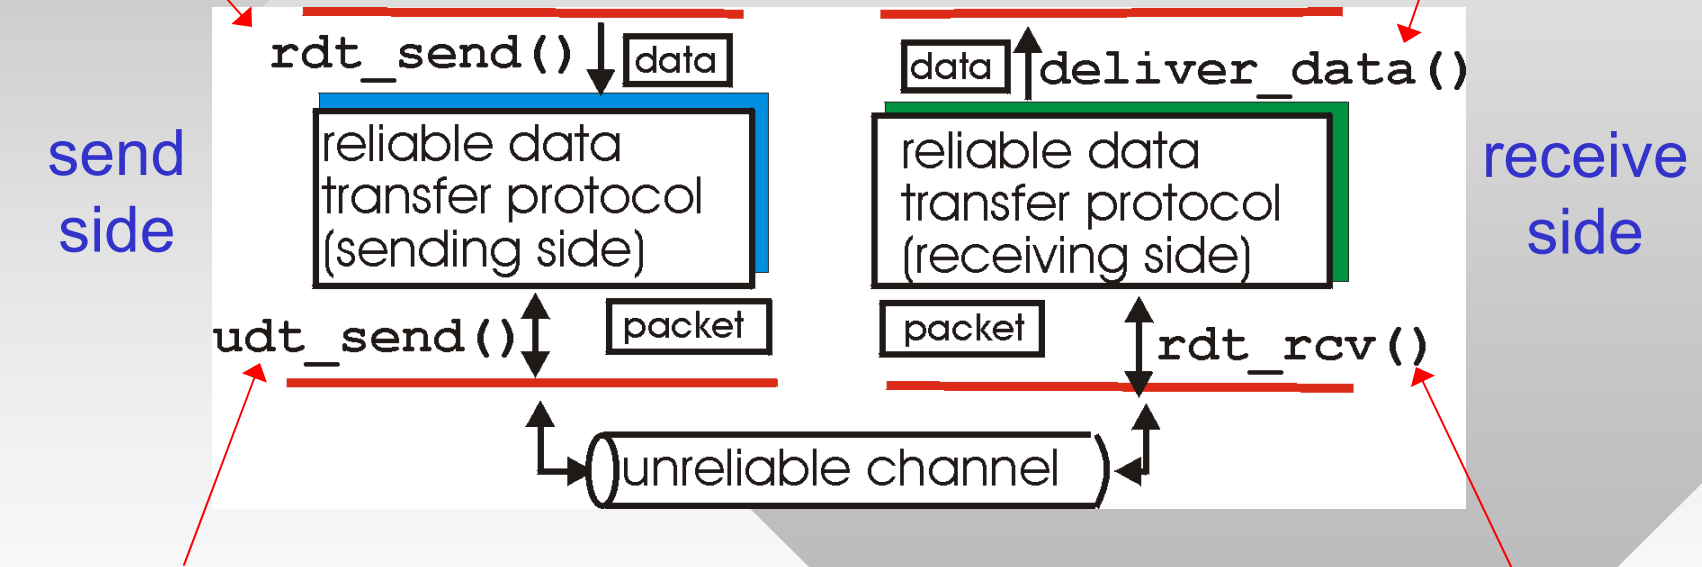 rdt_send()
data
data
deliver_data()
send
side
reliable data
transfer protocol
(sending side)
reliable data
transfer protocol
(receiving side)
receive
side
udt_send()
packet
packet
rdt_rcv()
unreliable channel